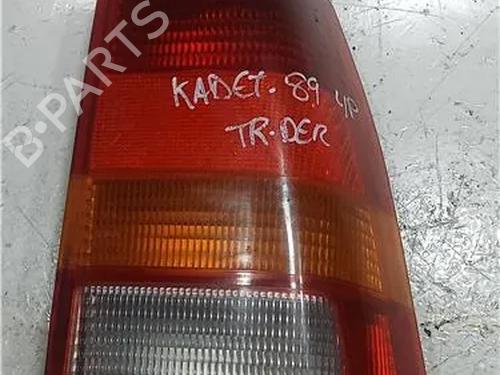 B-PARTS
KADET. 89 4P
TR. DER